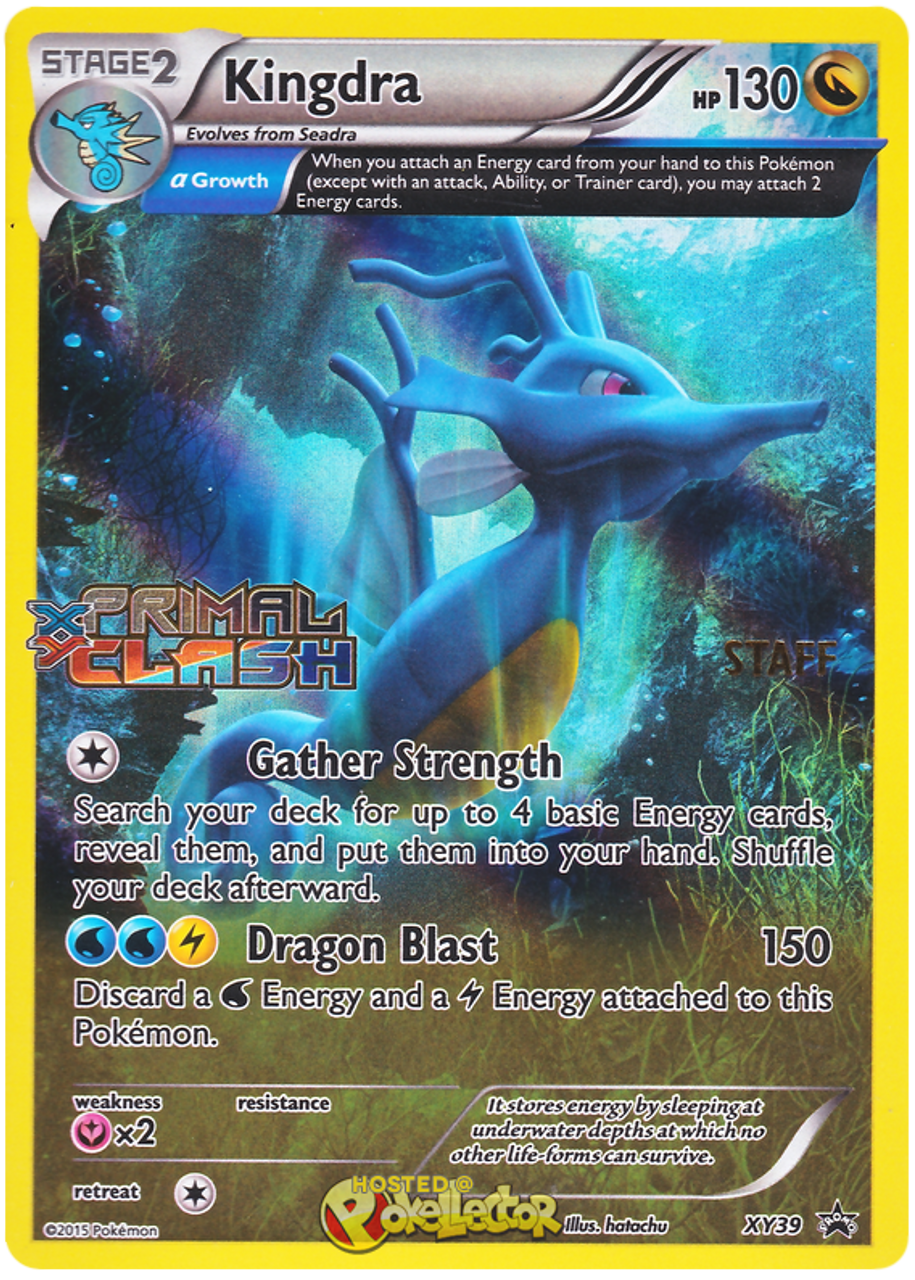 STAGE2
Kingdra
HP130
Evolves from Seadra
α Growth
When you attach an Energy card from your hand to this Pokémon
(except with an attack, Ability, or Trainer card), you may attach 2
Energy cards.
XY PRIMAL
CLASH
STAFF
Gather Strength
Search your deck for up to 4 basic Energy cards,
reveal them, and put them into your hand. Shuffle
your deck afterward.
Dragon Blast 150
Discard a Energy and a Energy attached to this
Pokémon.
weakness resistance
×2
It stores energy by sleeping at
underwater depths at which no
other life-forms can survive.
retreat
HOSTED @
Pokellector
©2015 Pokémon
Illus. hatachu
XY39
PROMO